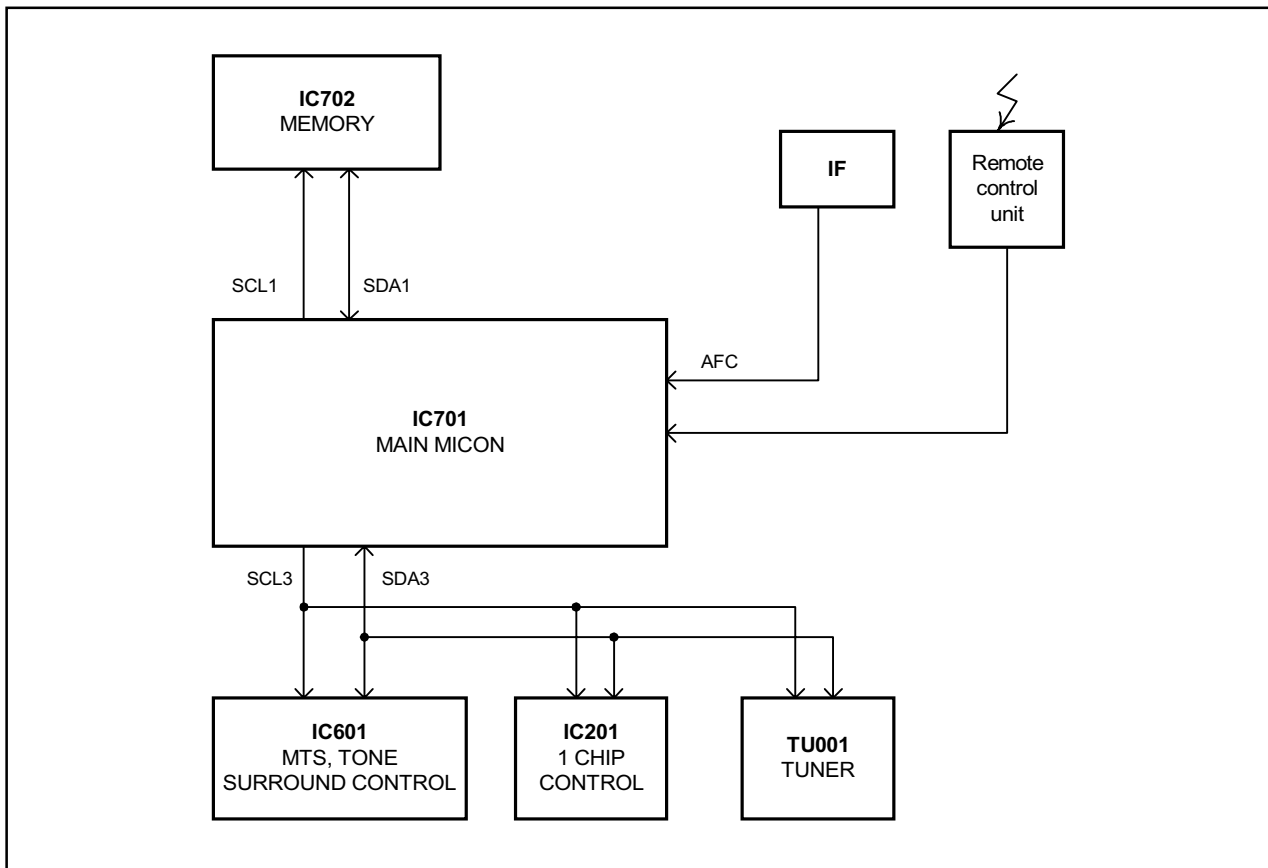 IC702
MEMORY
IF
Remote
control
unit
SCL1
SDA1
AFC
IC701
MAIN MICON
SCL3
SDA3
IC601
MTS, TONE
SURROUND CONTROL
IC201
1 CHIP
CONTROL
TU001
TUNER